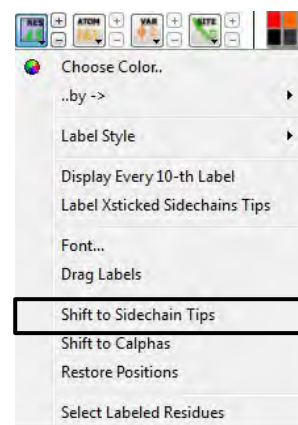 RES ATOM VAR SITE
Choose Color..
..by ->
Label Style
Display Every 10-th Label
Label Xsticked Sidechains Tips
Font...
Drag Labels
Shift to Sidechain Tips
Shift to Calphas
Restore Positions
Select Labeled Residues